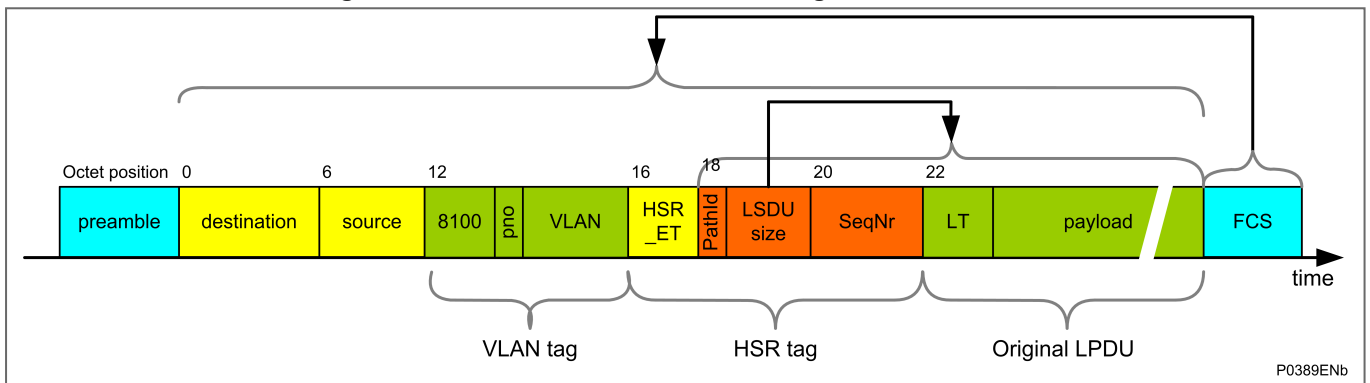 Octet position 0 6 12 16 18 20 22
preamble destination source 8100 pno VLAN HSR PathId LSDU SeqNr LT payload FCS
_ET size
time
VLAN tag HSR tag Original LPDU
P0389ENb